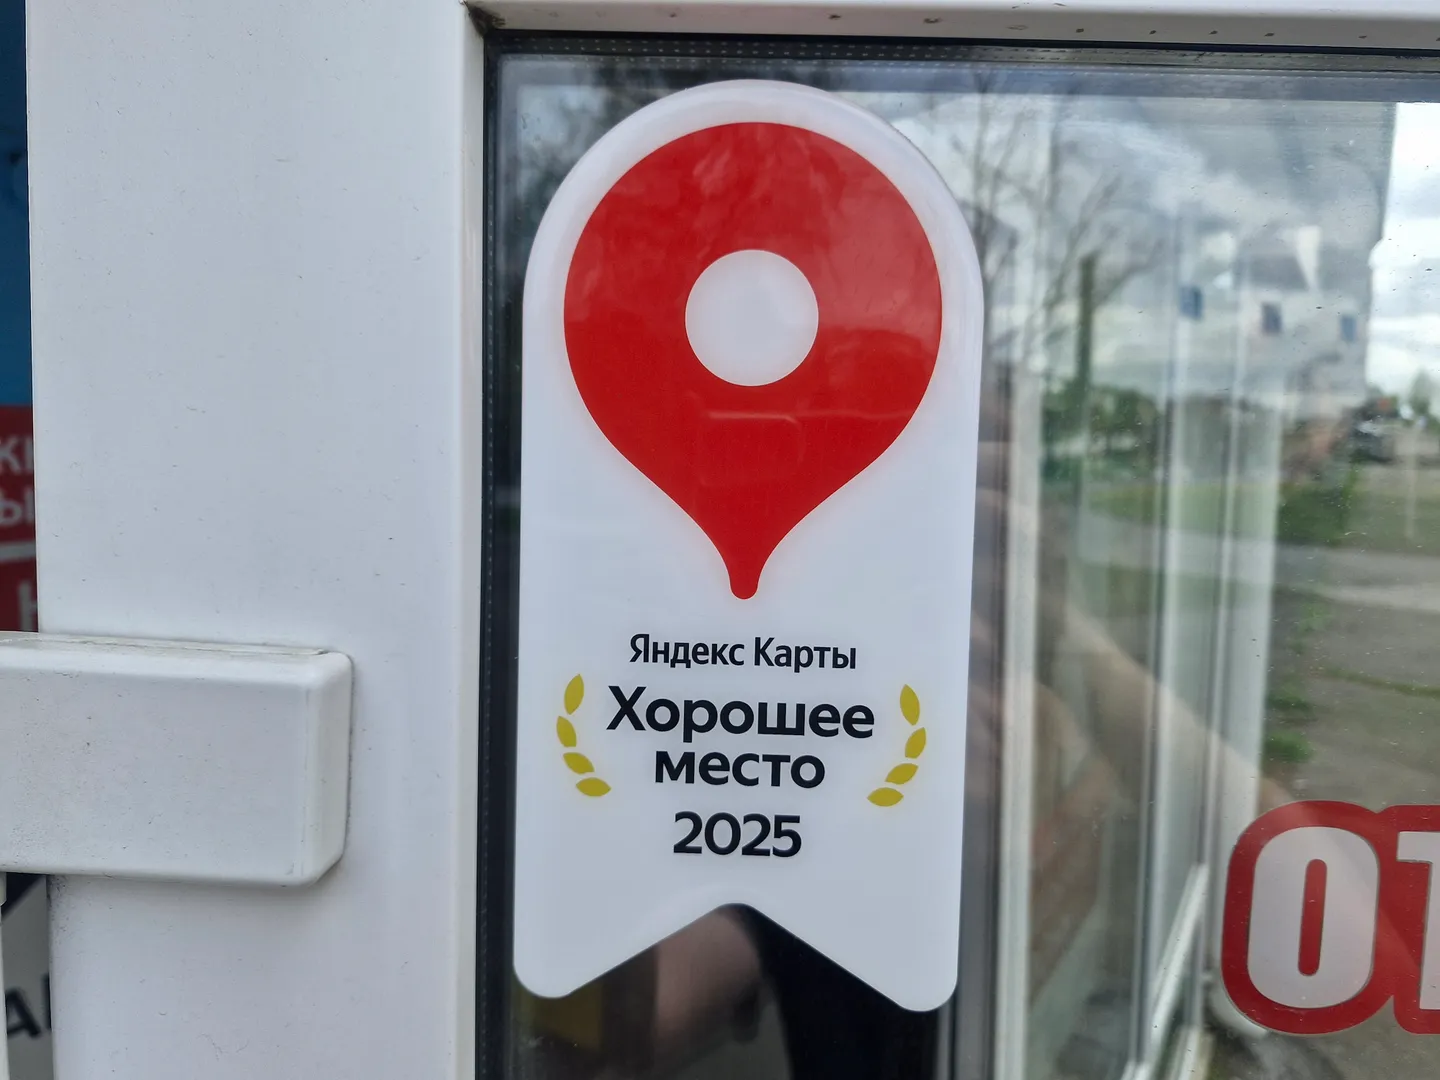 Яндекс Карты
Хорошее
место
2025